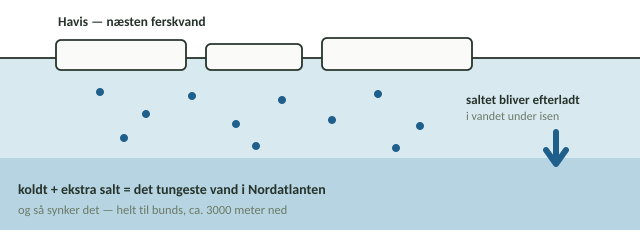 Havis — næsten ferskvand
saltet bliver efterladt
i vandet under isen
koldt + ekstra salt = det tungeste vand i Nordatlanten
og så synker det — helt til bunds, ca. 3000 meter ned